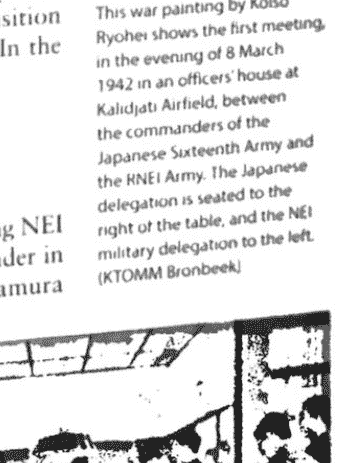 sition
In the
ng NEI
der in
amura
This war painting by Koiso
Ryohei shows the first meeting,
in the evening of 8 March
1942 in an officers' house at
Kalidjati Airfield, between
the commanders of the
Japanese Sixteenth Army and
the RNEI Army. The Japanese
delegation is seated to the
right of the table, and the NEI
military delegation to the left.
(KTOMM Bronbeek)